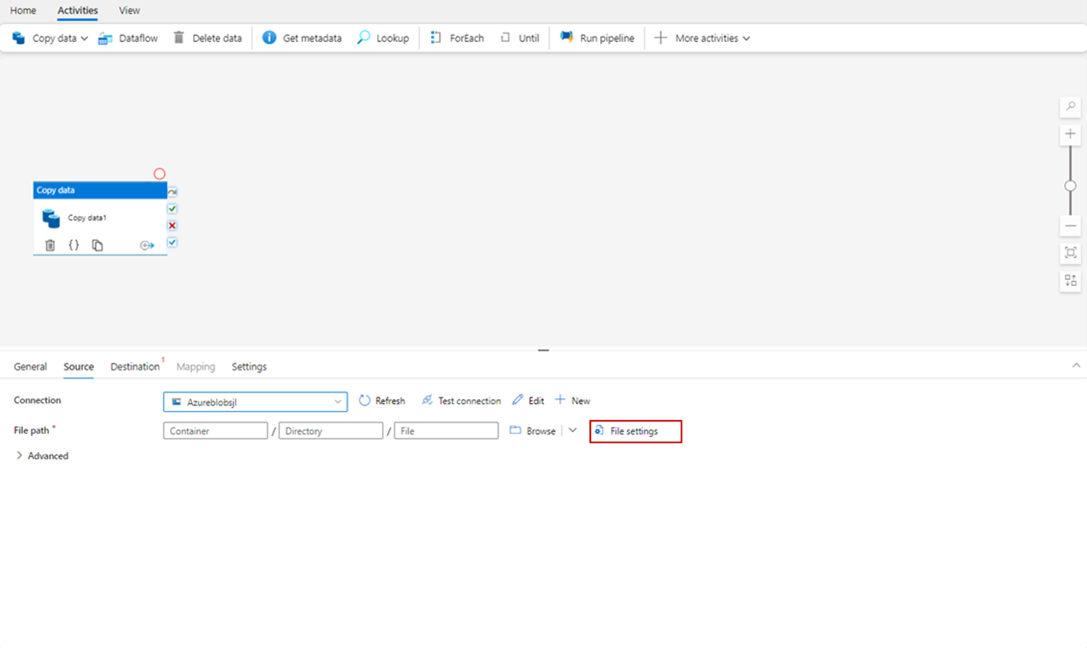 Home Activities View
Copy data Dataflow Delete data Get metadata Lookup ForEach Until Run pipeline More activities
Copy data
Copy data1
{}
General Source Destination 1 Mapping Settings
Connection Azureblobsjl Refresh Test connection Edit New
File path * Container / Directory / File Browse File settings
Advanced